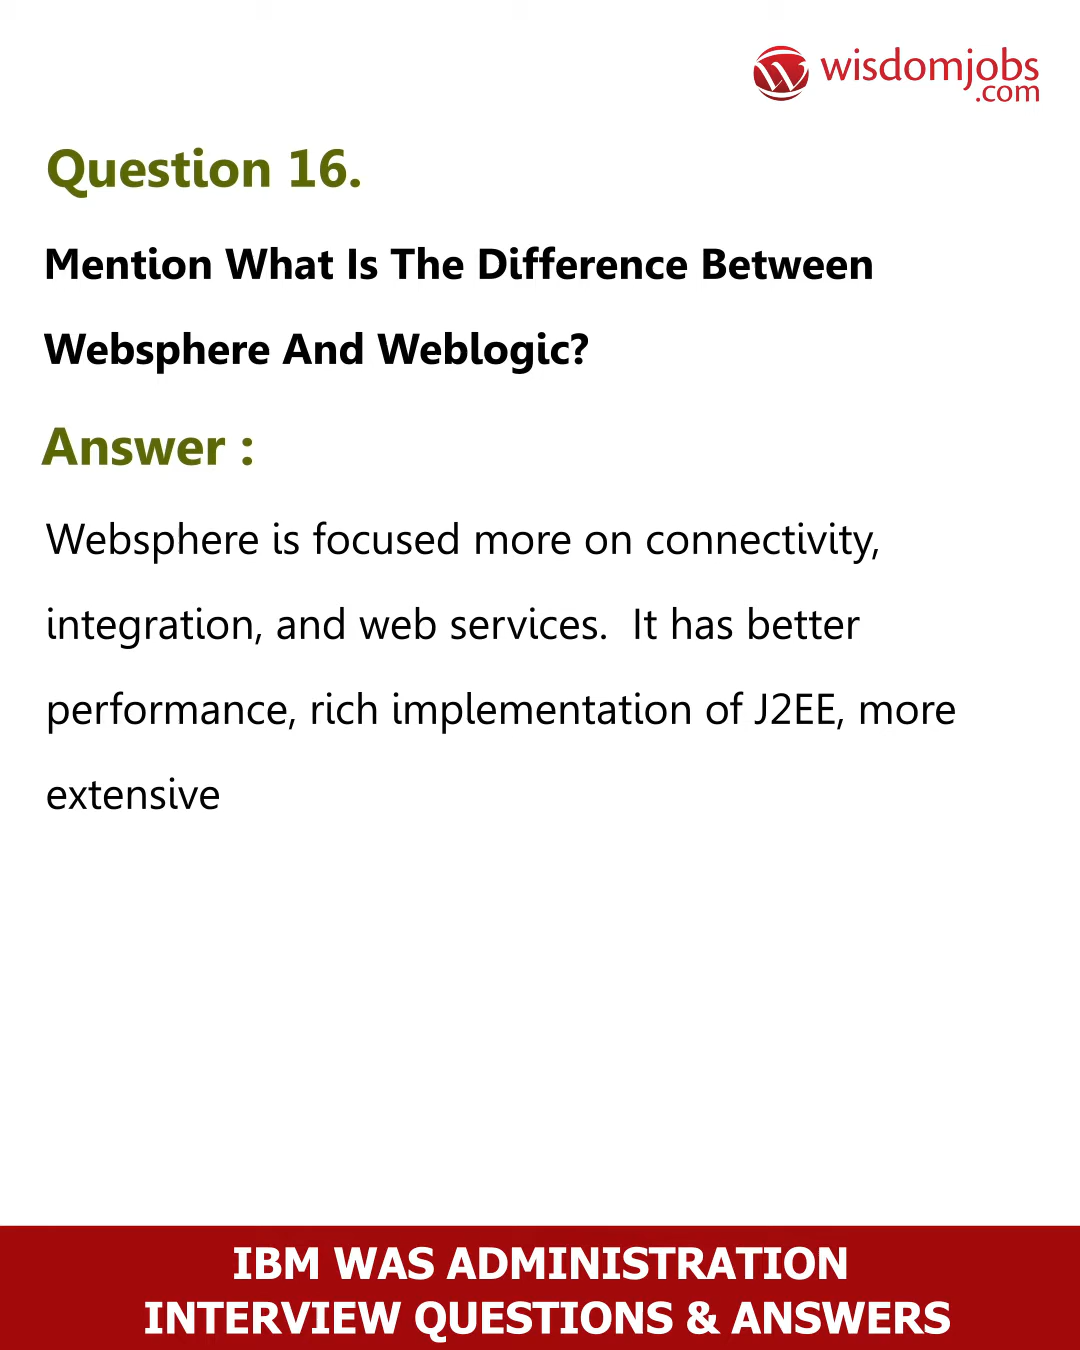 wisdomjobs
.com
Question 16.
Mention What Is The Difference Between
Websphere And Weblogic?
Answer :
Websphere is focused more on connectivity,
integration, and web services.  It has better
performance, rich implementation of J2EE, more
extensive
IBM WAS ADMINISTRATION
INTERVIEW QUESTIONS & ANSWERS